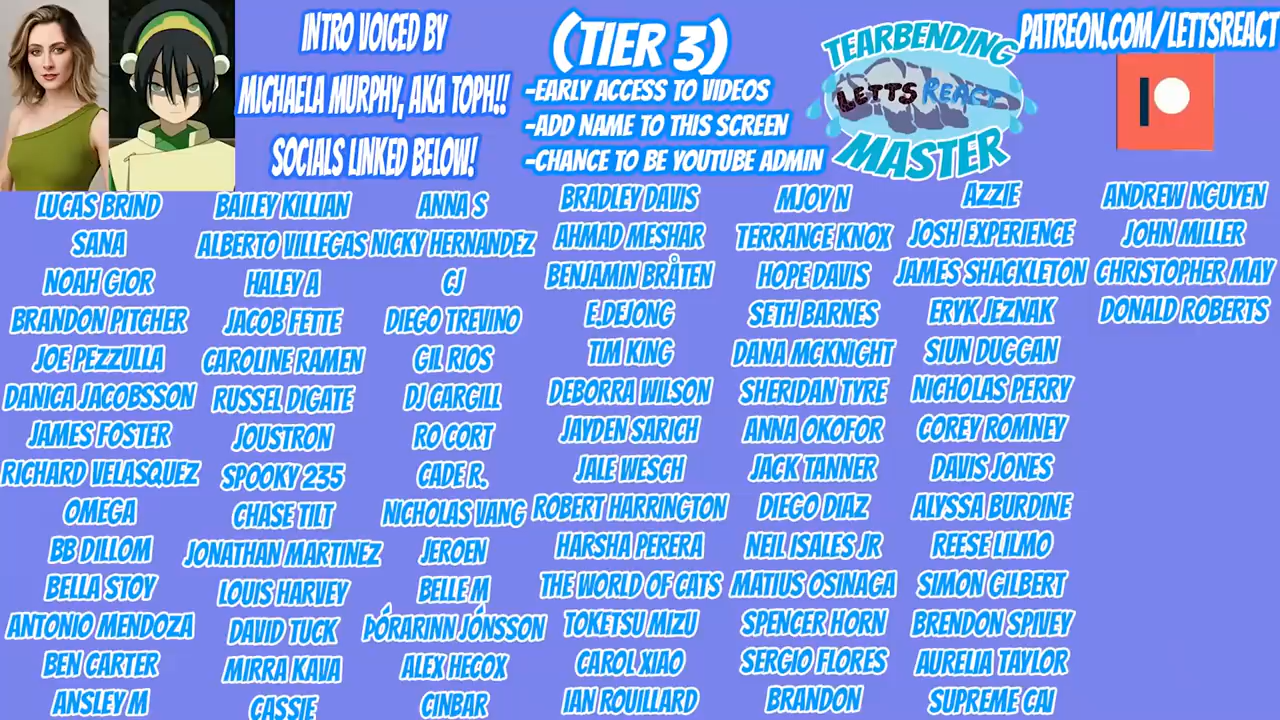 INTRO VOICED BY
MICHAELA MURPHY, AKA TOPH!!
SOCIALS LINKED BELOW!
(TIER 3)
-EARLY ACCESS TO VIDEOS
-ADD NAME TO THIS SCREEN
-CHANCE TO BE YOUTUBE ADMIN
TEARBENDING
LETTS REACT
MASTER
PATREON.COM/LETTSREACT
LUCAS BRIND
SANA
NOAH GIOR
BRANDON PITCHER
JOE PEZZULLA
DANICA JACOBSSON
JAMES FOSTER
RICHARD VELASQUEZ
OMEGA
BB DILLOM
BELLA STOY
ANTONIO MENDOZA
BEN CARTER
ANSLEY M
BAILEY KILLIAN
ALBERTO VILLEGAS
HALEY A
JACOB FETTE
CAROLINE RAMEN
RUSSEL DIGATE
JOUSTRON
SPOOKY 235
CHASE TILT
JONATHAN MARTINEZ
LOUIS HARVEY
DAVID TUCK
MIRRA KAVA
CASSIE
ANNA S
NICKY HERNANDEZ
CJ
DIEGO TREVINO
GIL RIOS
DJ CARGILL
RO CORT
CADE R.
NICHOLAS VANG
JEROEN
BELLE M
ÞÓRARINN JÓNSSON
ALEX HECOX
CINBAR
BRADLEY DAVIS
AHMAD MESHAR
BENJAMIN BRÅTEN
E.DEJONG
TIM KING
DEBORRA WILSON
JAYDEN SARICH
JALE WESCH
ROBERT HARRINGTON
HARSHA PERERA
THE WORLD OF CATS
TOKETSU MIZU
CAROL XIAO
IAN ROUILLARD
MJOY N
TERRANCE KNOX
HOPE DAVIS
SETH BARNES
DANA MCKNIGHT
SHERIDAN TYRE
ANNA OKOFOR
JACK TANNER
DIEGO DIAZ
NEIL ISALES JR
MATIUS OSINAGA
SPENCER HORN
SERGIO FLORES
BRANDON
AZZIE
JOSH EXPERIENCE
JAMES SHACKLETON
ERYK JEZNAK
SIUN DUGGAN
NICHOLAS PERRY
COREY ROMNEY
DAVIS JONES
ALYSSA BURDINE
REESE LILMO
SIMON GILBERT
BRENDON SPIVEY
AURELIA TAYLOR
SUPREME CAI
ANDREW NGUYEN
JOHN MILLER
CHRISTOPHER MAY
DONALD ROBERTS